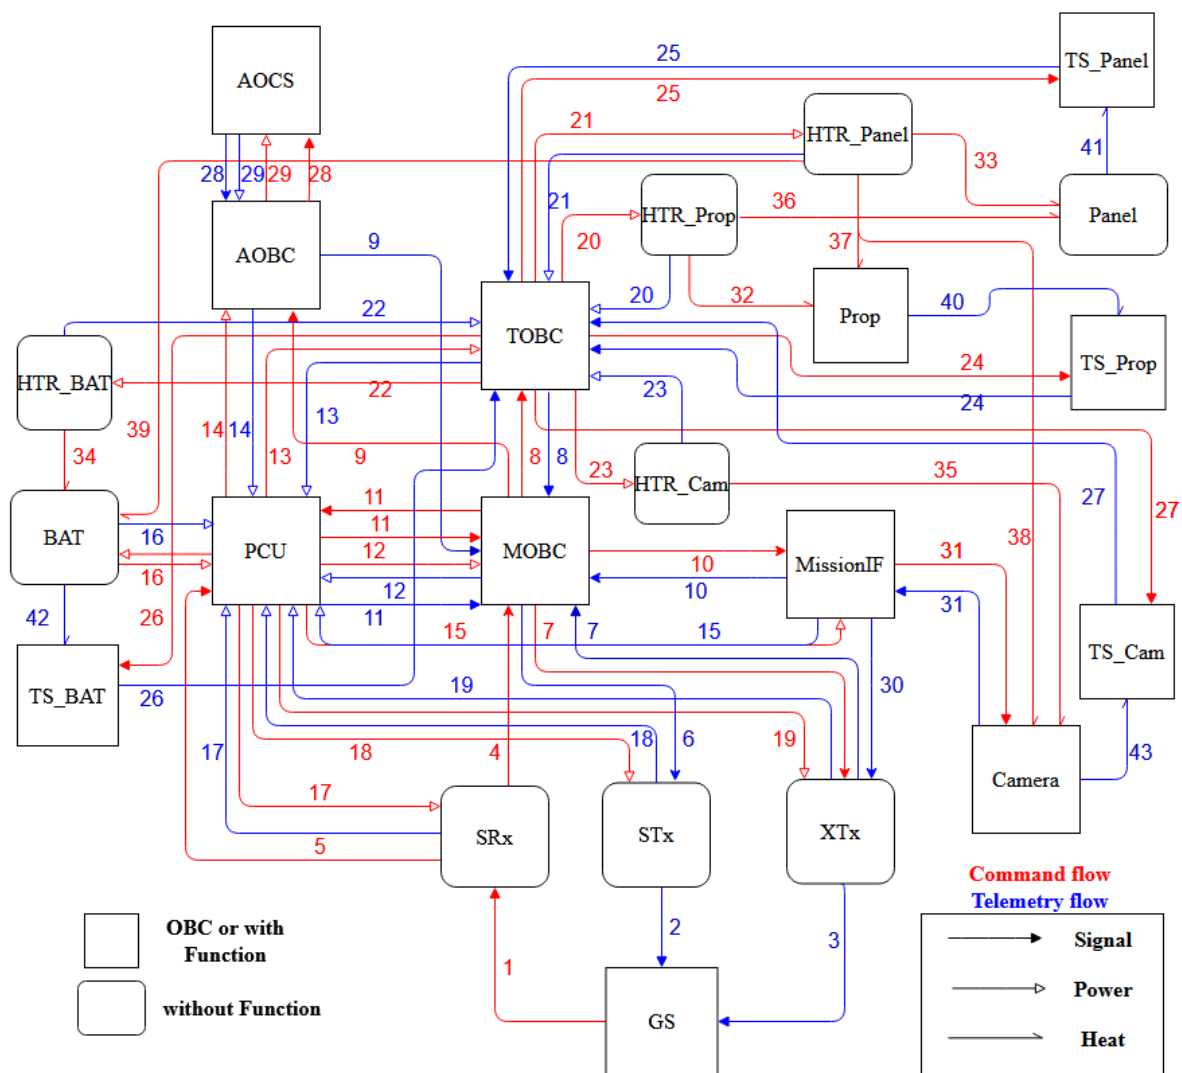 25
TS_Panel
AOCS
25
21
HTR_Panel
41
33
28
29
29
28
21
HTR_Prop
36
Panel
9
20
37
AOBC
20
32
40
22
TOBC
Prop
HTR_BAT
24
TS_Prop
22
23
24
39
14
14
13
13
9
34
8
8
23
HTR_Cam
35
11
27
27
BAT
16
PCU
11
MOBC
38
16
12
10
MissionIF
31
12
10
31
42
26
11
15
7
7
15
TS_Cam
TS_BAT
26
19
30
17
18
4
18
6
19
43
17
Camera
5
SRx
STx
XTx
Command flow
Telemetry flow
OBC or with
Function
2
3
Signal
1
Power
without Function
GS
Heat